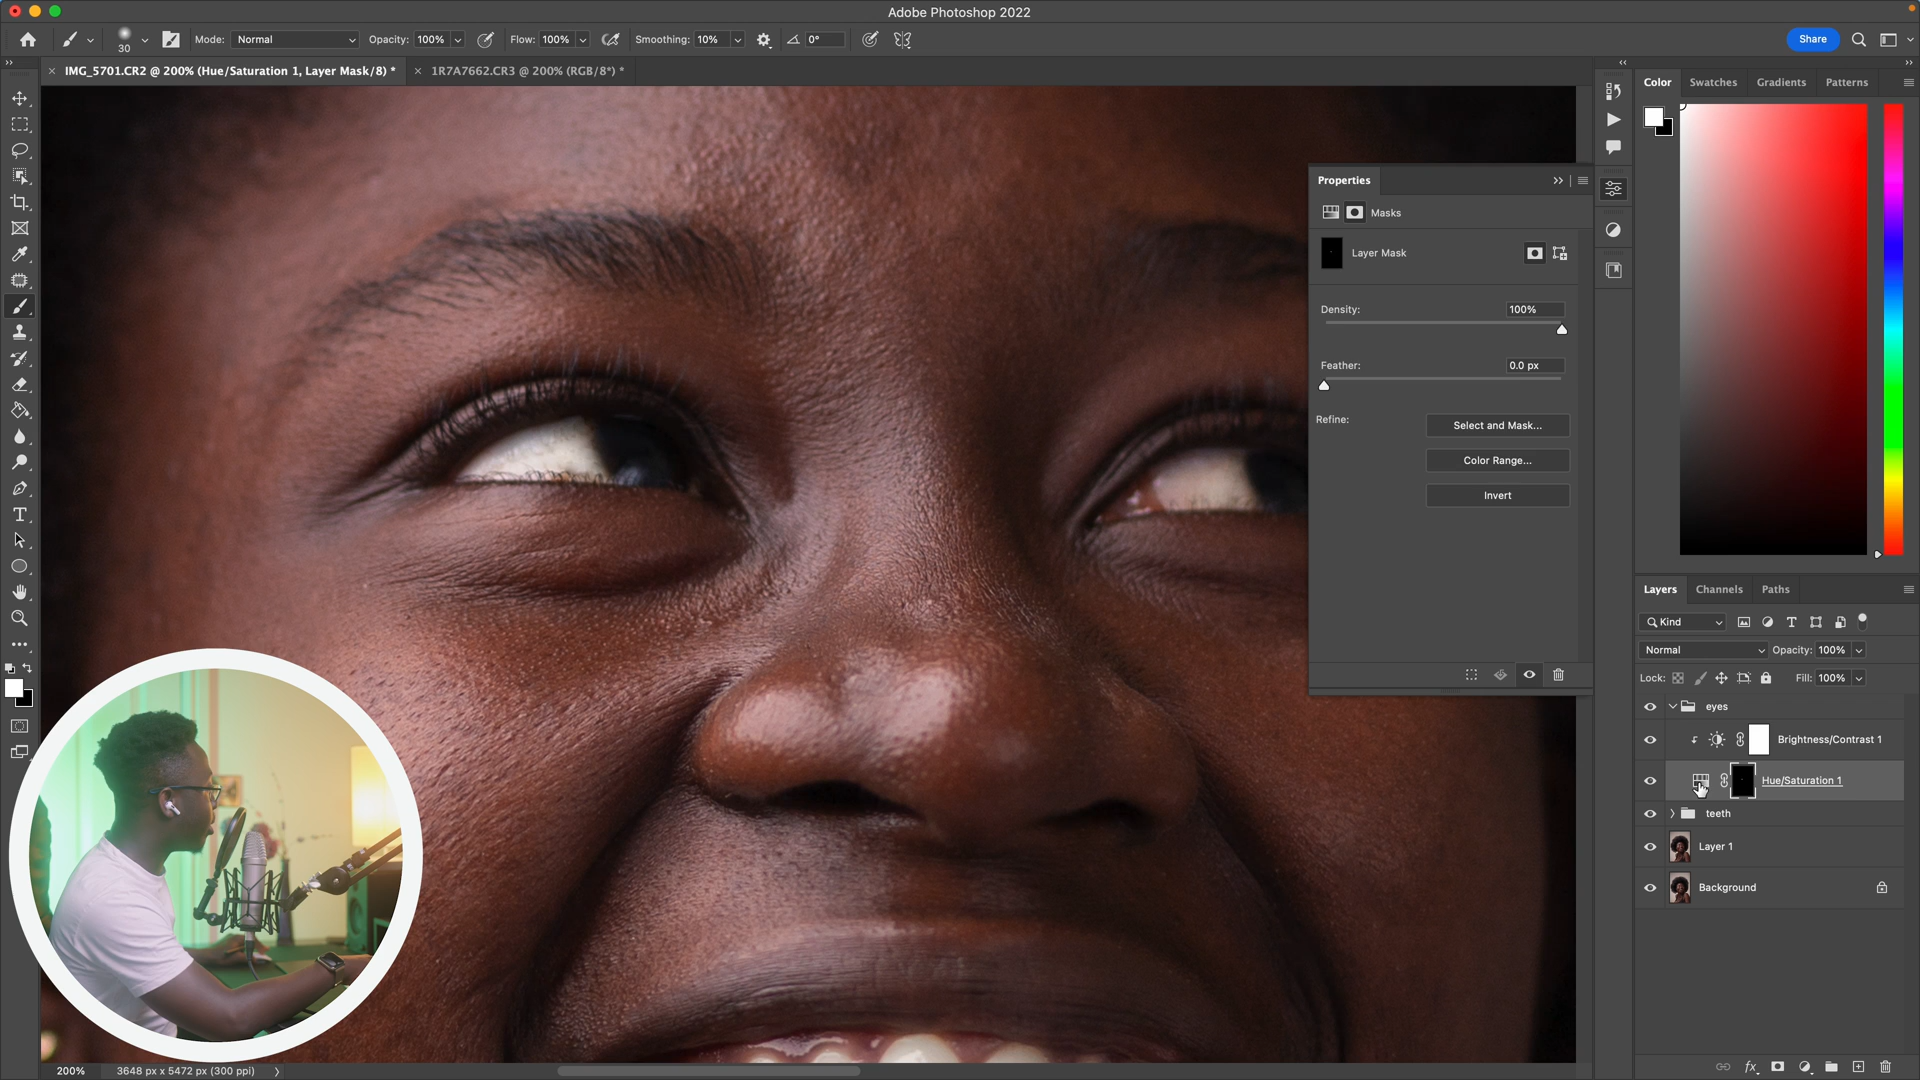 Adobe Photoshop 2022
30
Mode: Normal
Opacity: 100%
Flow: 100%
Smoothing: 10%
0°
Share
IMG_5701.CR2 @ 200% (Hue/Saturation 1, Layer Mask/8) *
1R7A7662.CR3 @ 200% (RGB/8*) *
Color
Swatches
Gradients
Patterns
Properties
Masks
Layer Mask
Density: 100%
Feather: 0.0 px
Refine:
Select and Mask...
Color Range...
Invert
Layers
Channels
Paths
Kind
Normal
Opacity: 100%
Lock:
Fill: 100%
eyes
Brightness/Contrast 1
Hue/Saturation 1
teeth
Layer 1
Background
200%
3648 px x 5472 px (300 ppi)
fx